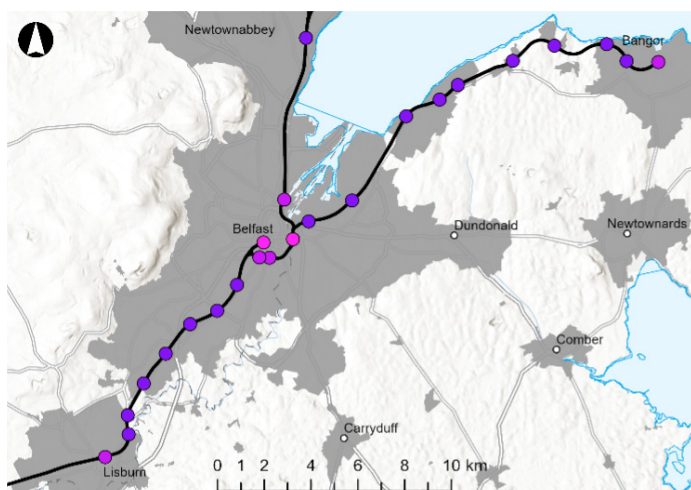 Newtownabbey
Bangor
Belfast
Dundonald
Newtownards
Comber
Carryduff
Lisburn
0 1 2 4 6 8 10 km